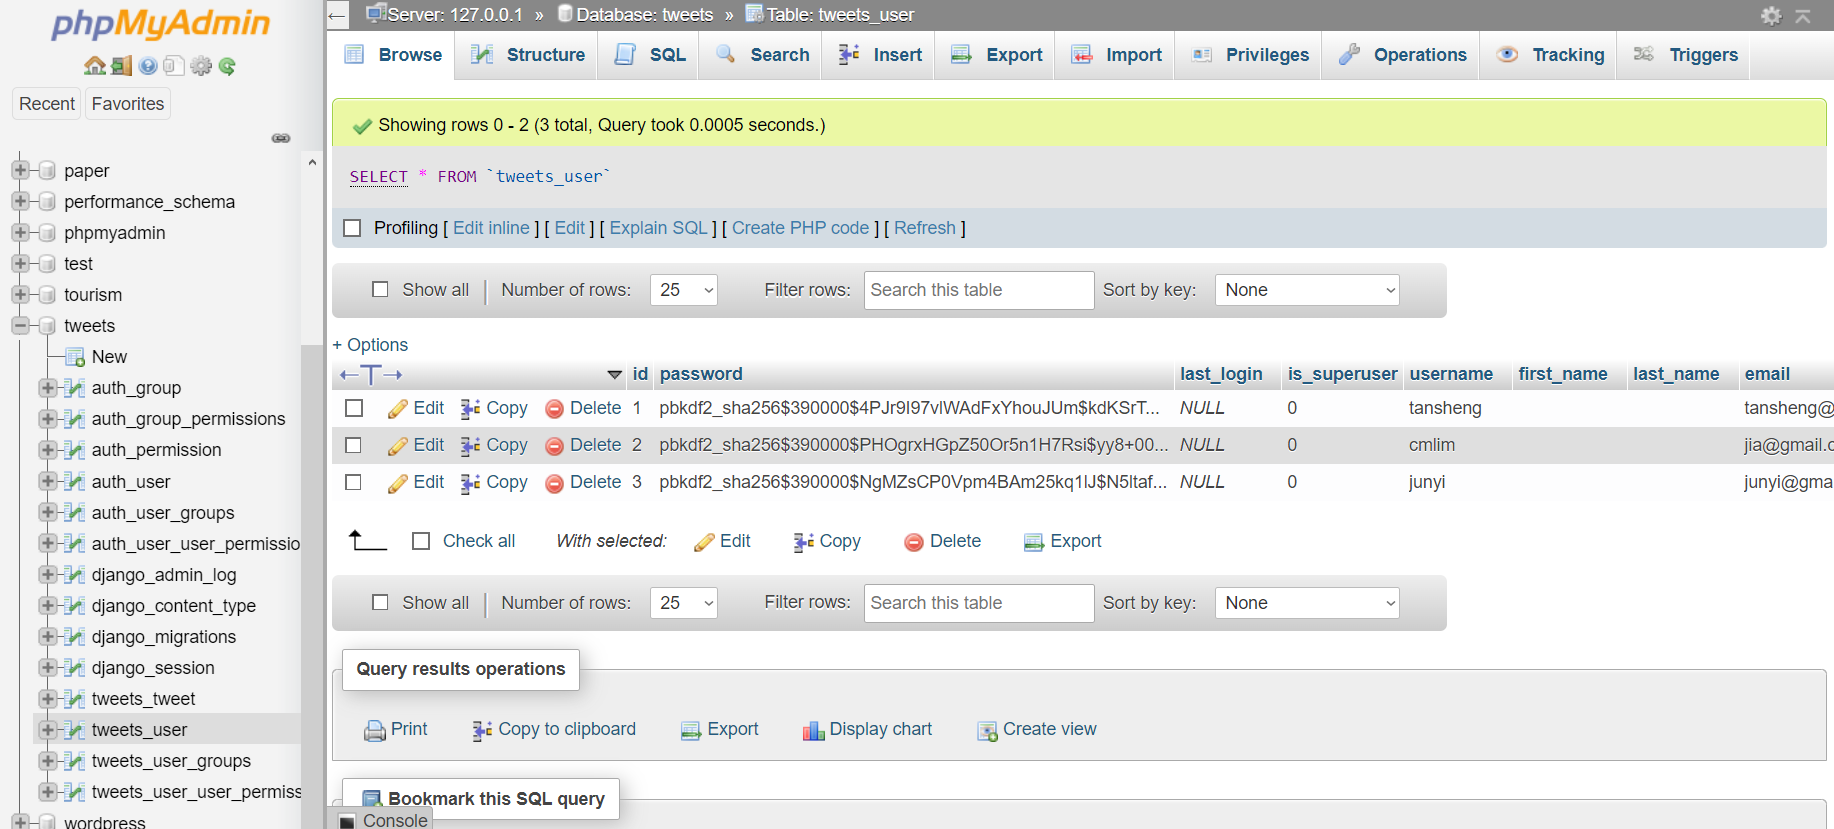 phpMyAdmin
Recent Favorites
paper
performance_schema
phpmyadmin
test
tourism
tweets
New
auth_group
auth_group_permissions
auth_permission
auth_user
auth_user_groups
auth_user_user_permissio
django_admin_log
django_content_type
django_migrations
django_session
tweets_tweet
tweets_user
tweets_user_groups
tweets_user_user_permiss
wordpress
Server: 127.0.0.1 » Database: tweets » Table: tweets_user
Browse Structure SQL Search Insert Export Import Privileges Operations Tracking Triggers
Showing rows 0 - 2 (3 total, Query took 0.0005 seconds.)
SELECT * FROM `tweets_user`
Profiling [ Edit inline ] [ Edit ] [ Explain SQL ] [ Create PHP code ] [ Refresh ]
Show all | Number of rows: 25 Filter rows: Search this table Sort by key: None
+ Options
←T→ id password last_login is_superuser username first_name last_name email
Edit Copy Delete 1 pbkdf2_sha256$390000$4PJr9I97vlWAdFxYhouJUm$kdKSrT... NULL 0 tansheng tansheng@
Edit Copy Delete 2 pbkdf2_sha256$390000$PHOgrxHGpZ50Or5n1H7Rsi$yy8+00... NULL 0 cmlim jia@gmail.c
Edit Copy Delete 3 pbkdf2_sha256$390000$NgMZsCP0Vpm4BAm25kq1lJ$N5ltaf... NULL 0 junyi junyi@gma
Check all With selected: Edit Copy Delete Export
Show all | Number of rows: 25 Filter rows: Search this table Sort by key: None
Query results operations
Print Copy to clipboard Export Display chart Create view
Bookmark this SQL query
Console